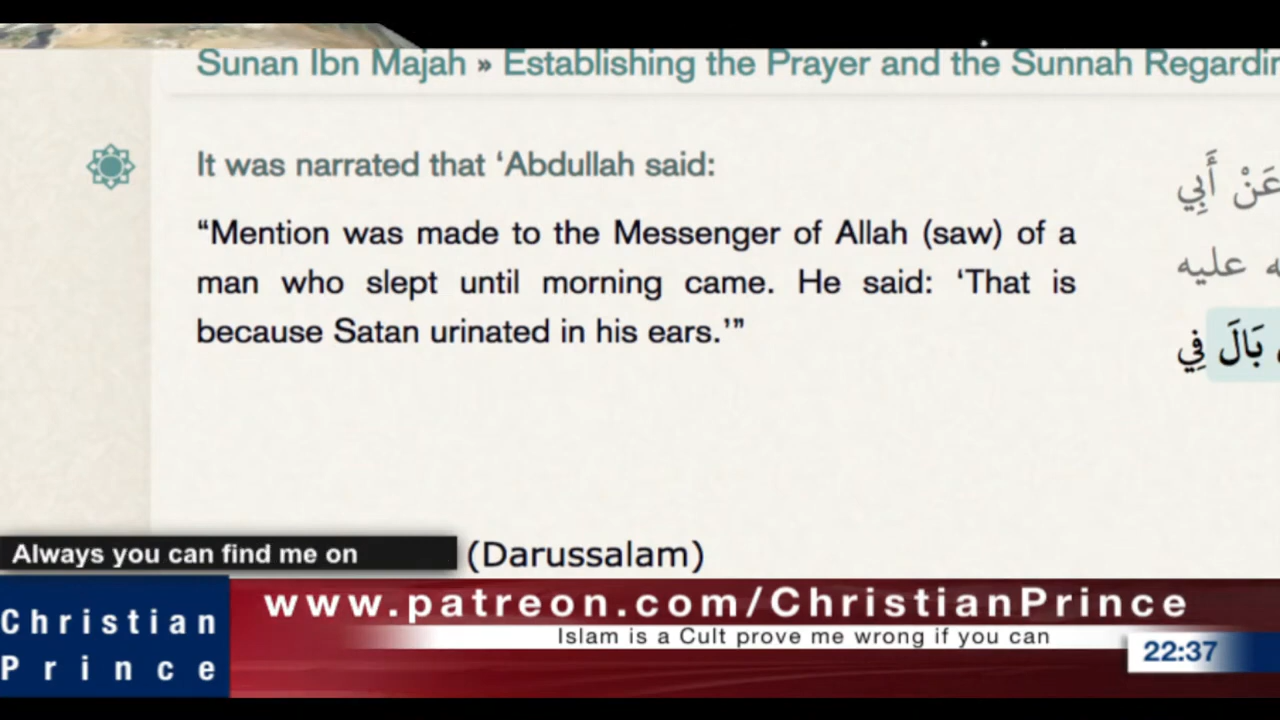 Sunan Ibn Majah » Establishing the Prayer and the Sunnah
It was narrated that ‘Abdullah said:
“Mention was made to the Messenger of Allah (saw) of a
man who slept until morning came. He said: ‘That is
because Satan urinated in his ears.’”
عَنْ أَبِي
عليه
بَالَ فِي
Always you can find me on
(Darussalam)
www.patreon.com/ChristianPrince
Islam is a Cult prove me wrong if you can
Christian
Prince
22:37